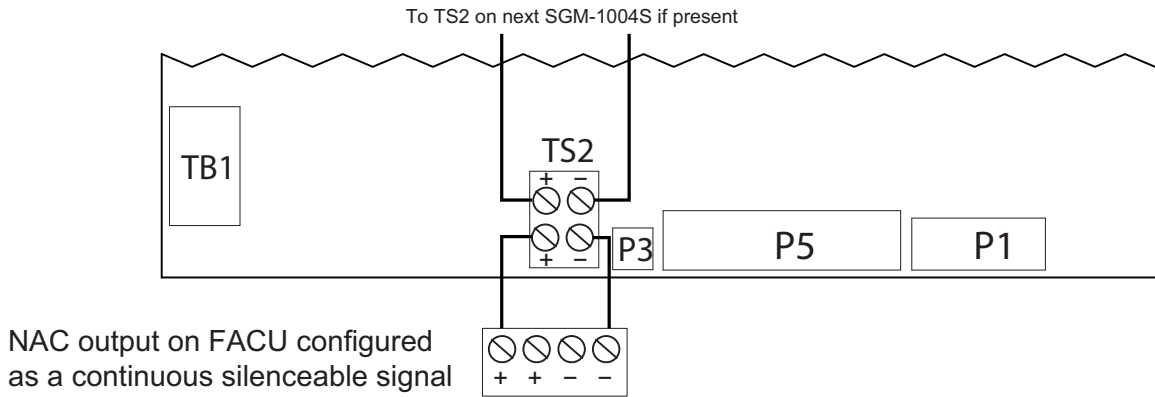 To TS2 on next SGM-1004S if present
TS2
TB1
+ −
+ −
P3
P5
P1
NAC output on FACU configured
as a continuous silenceable signal
+ + − −